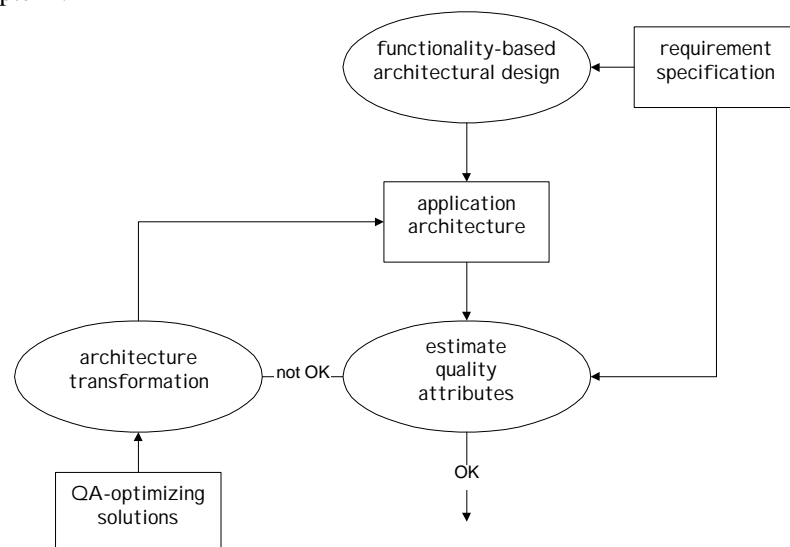 functionality-based
architectural design
requirement
specification
application
architecture
architecture
transformation
not OK
estimate
quality
attributes
OK
QA-optimizing
solutions